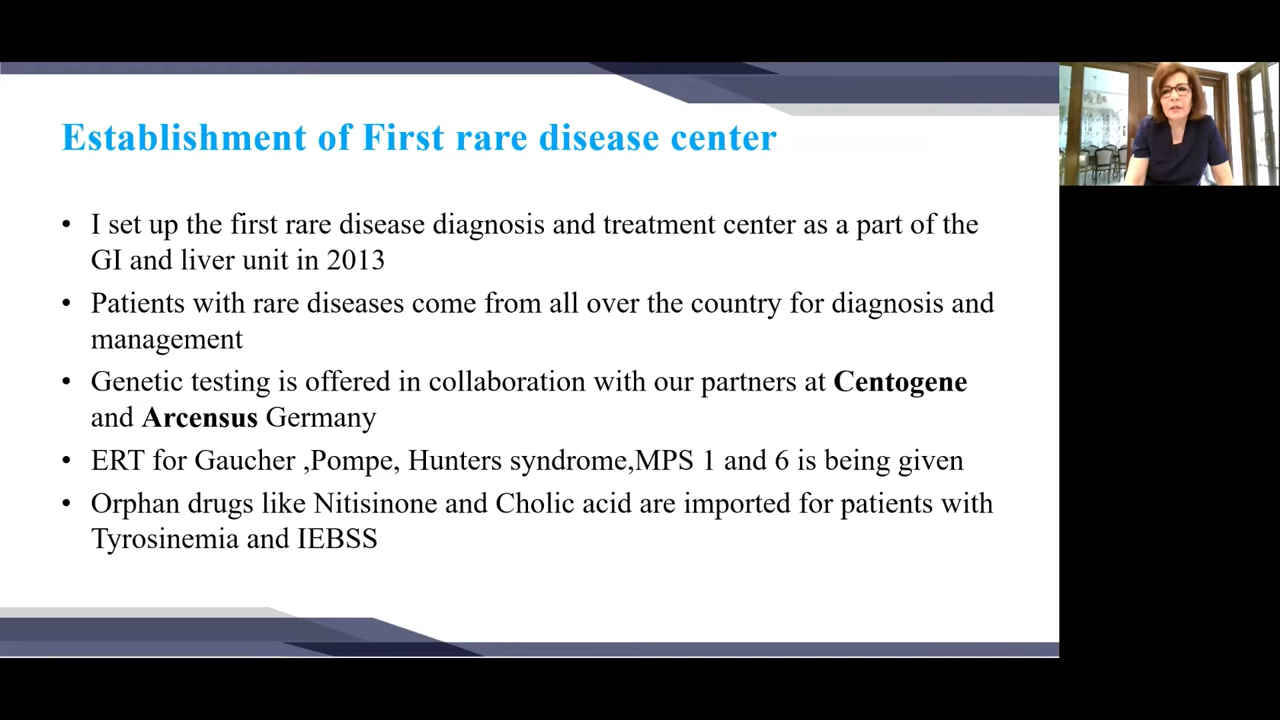 Establishment of First rare disease center
• I set up the first rare disease diagnosis and treatment center as a part of the
GI and liver unit in 2013
• Patients with rare diseases come from all over the country for diagnosis and
management
• Genetic testing is offered in collaboration with our partners at Centogene
and Arcensus Germany
• ERT for Gaucher ,Pompe, Hunters syndrome,MPS 1 and 6 is being given
• Orphan drugs like Nitisinone and Cholic acid are imported for patients with
Tyrosinemia and IEBSS